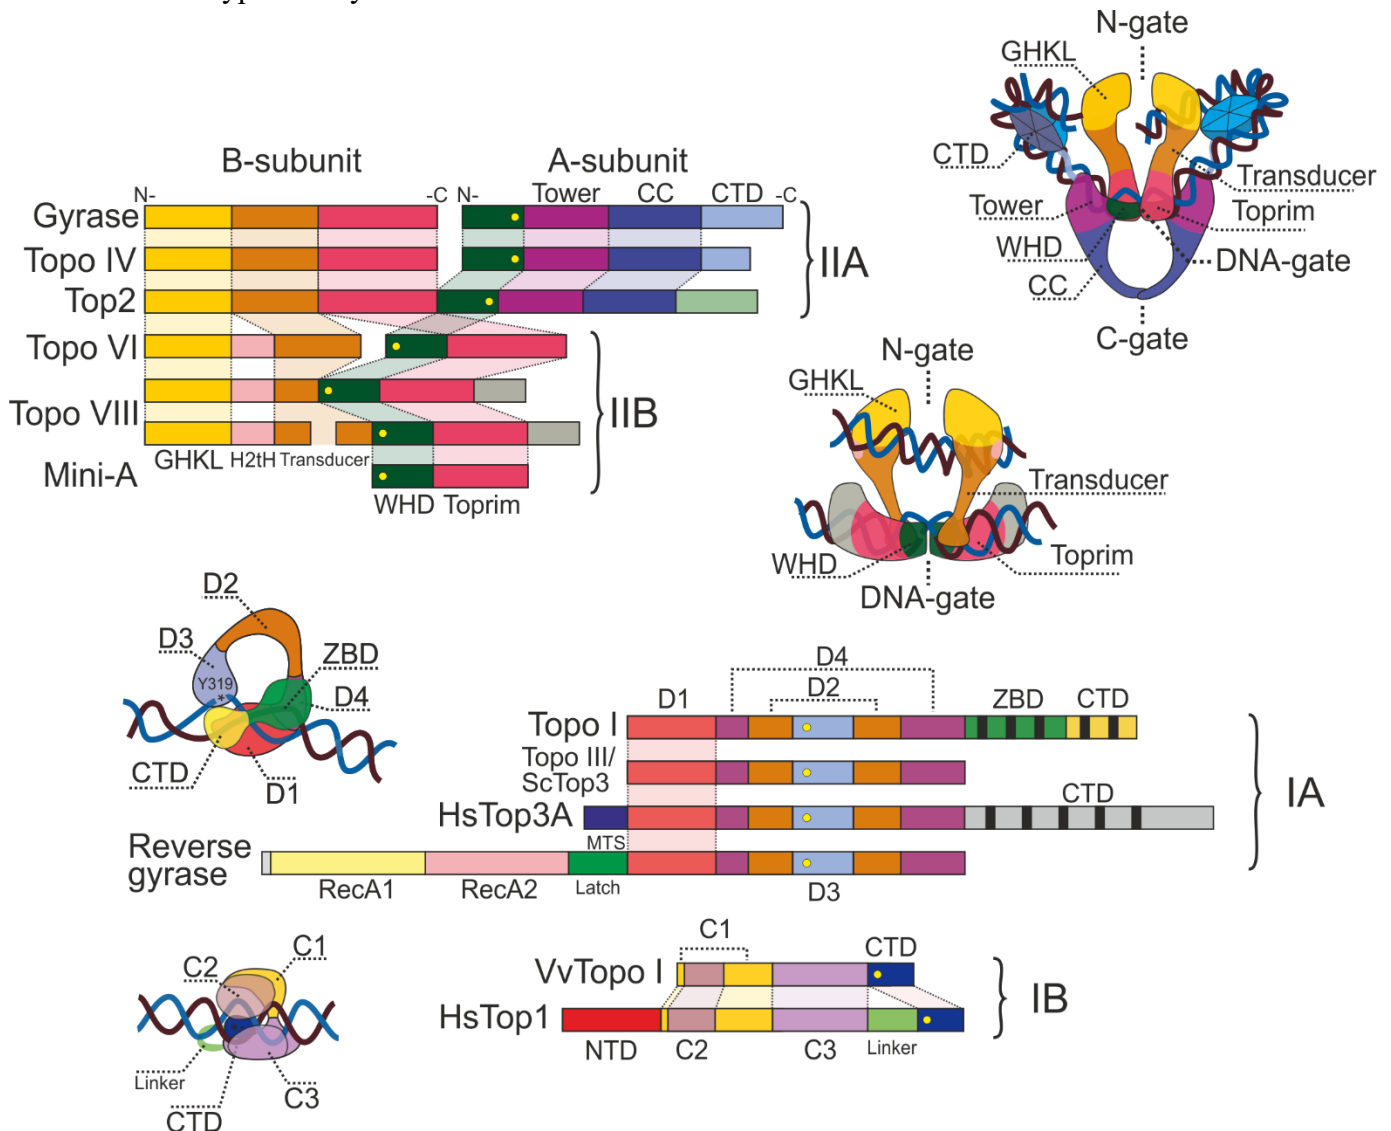 N-gate
GHKL
CTD
Transducer
Tower
Toprim
WHD
DNA-gate
CC
C-gate
B-subunit
A-subunit
N-
-C
N-
Tower
CC
CTD
-C
Gyrase
Topo IV
IIA
Top2
Topo VI
Topo VIII
IIB
GHKL
H2tH
Transducer
Mini-A
WHD
Toprim
N-gate
GHKL
Transducer
WHD
Toprim
DNA-gate
D2
D3
ZBD
Y319
*
D4
CTD
D1
D4
D1
D2
ZBD
CTD
Topo I
Topo III/
ScTop3
IA
HsTop3A
CTD
MTS
Reverse
gyrase
RecA1
RecA2
Latch
D3
C1
C2
Linker
CTD
C3
C1
CTD
VvTopo I
IB
HsTop1
NTD
C2
C3
Linker